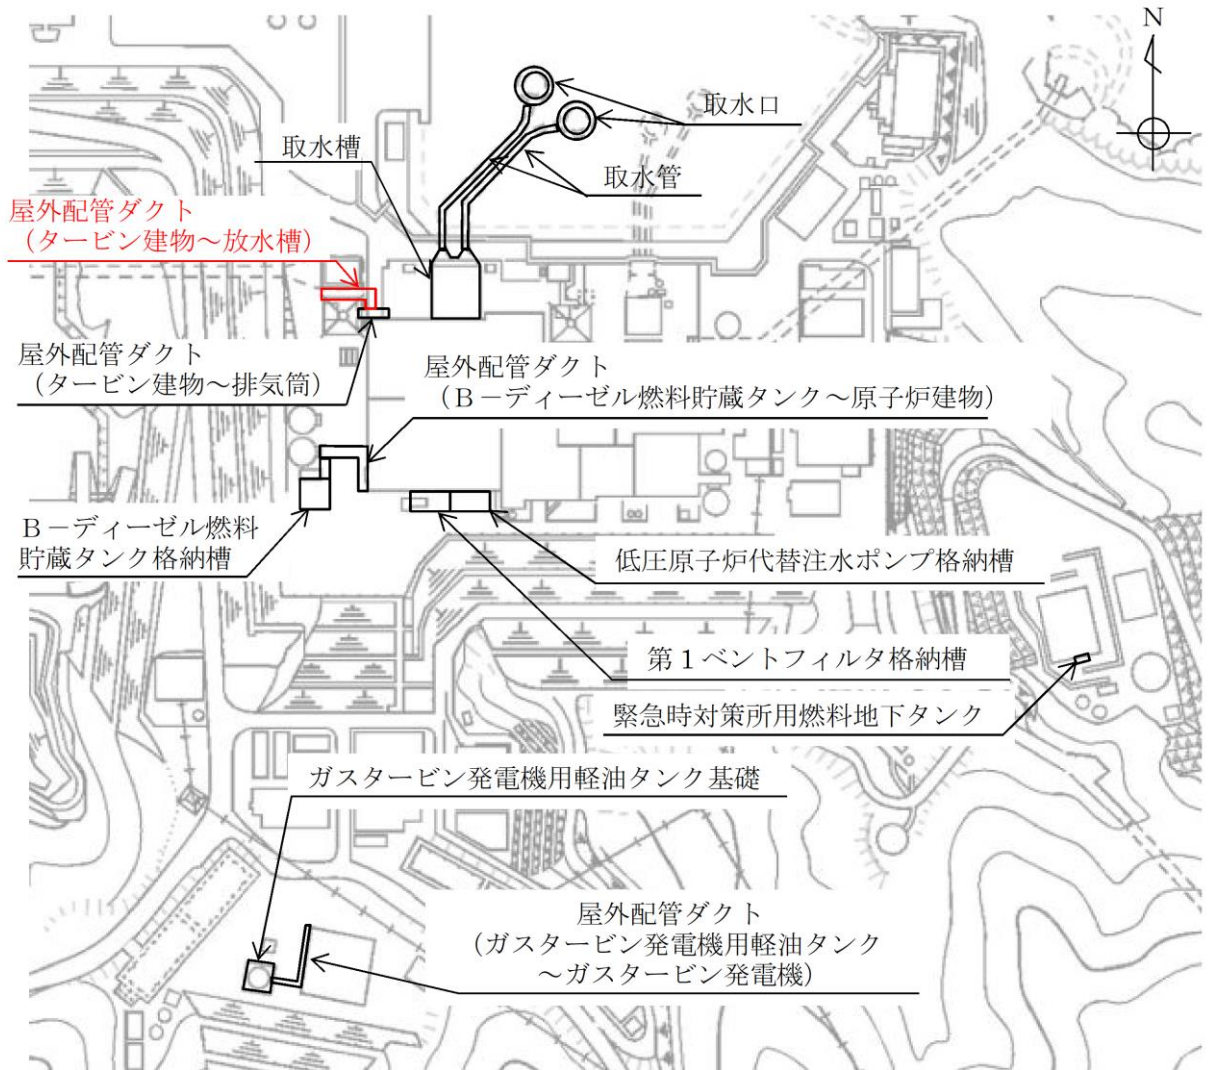 N
取水口
取水槽
取水管
屋外配管ダクト
（タービン建物～放水槽）
屋外配管ダクト
（タービン建物～排気筒）
屋外配管ダクト
（Ｂ－ディーゼル燃料貯蔵タンク～原子炉建物）
Ｂ－ディーゼル燃料
貯蔵タンク格納槽
低圧原子炉代替注水ポンプ格納槽
第１ベントフィルタ格納槽
緊急時対策所用燃料地下タンク
ガスタービン発電機用軽油タンク基礎
屋外配管ダクト
（ガスタービン発電機用軽油タンク
～ガスタービン発電機）